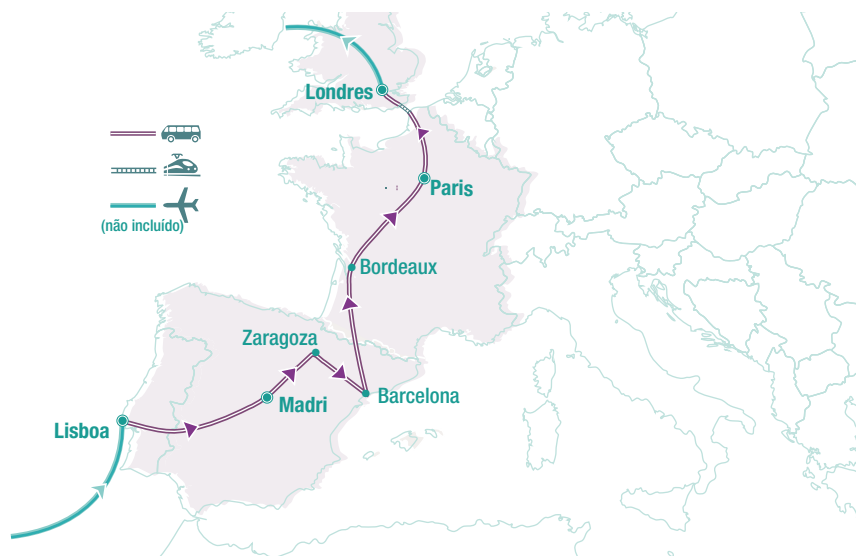 Londres
Paris
(não incluído)
Bordeaux
Zaragoza
Barcelona
Madri
Lisboa